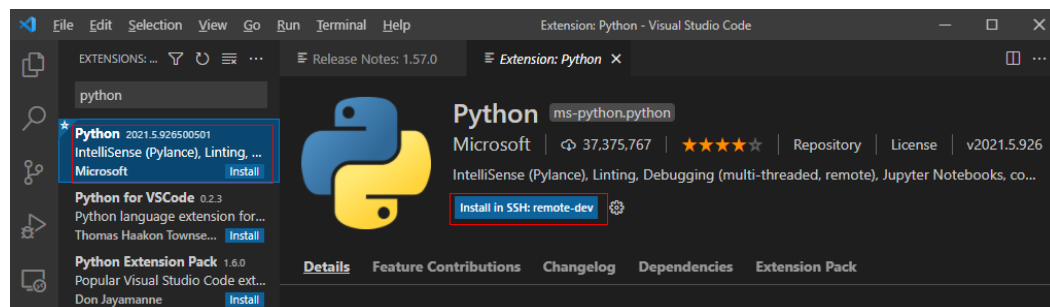 File Edit Selection View Go Run Terminal Help Extension: Python - Visual Studio Code
EXTENSIONS: ...
Release Notes: 1.57.0
Extension: Python
python
Python 2021.5.926500501
IntelliSense (Pylance), Linting, ...
Microsoft Install
Python for VSCode 0.2.3
Python language extension for...
Thomas Haakon Townse... Install
Python Extension Pack 1.6.0
Popular Visual Studio Code ext...
Don Jayamanne Install
Python ms-python.python
Microsoft 37,375,767 Repository License v2021.5.926
IntelliSense (Pylance), Linting, Debugging (multi-threaded, remote), Jupyter Notebooks, co...
Install in SSH: remote-dev
Details Feature Contributions Changelog Dependencies Extension Pack